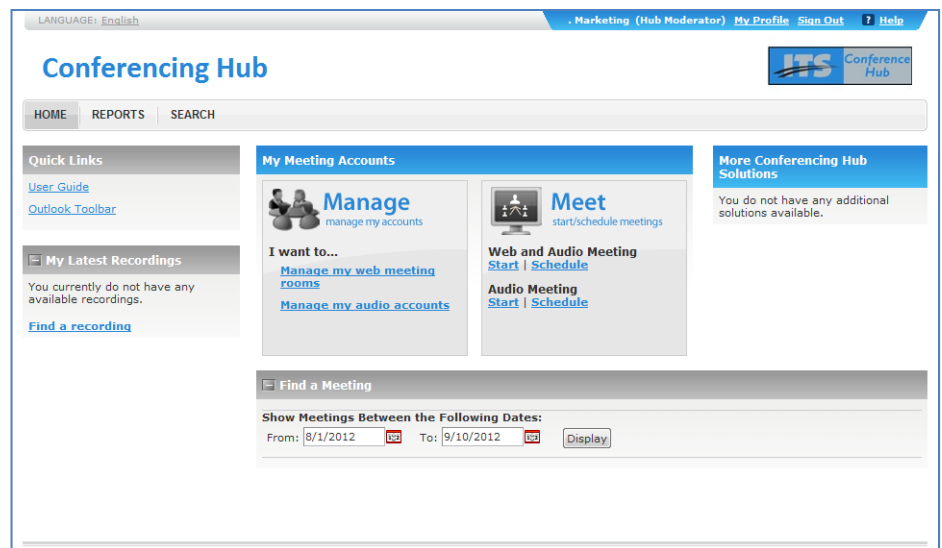 LANGUAGE: English
. Marketing (Hub Moderator) My Profile Sign Out ? Help
Conferencing Hub
ITS Conference
Hub
HOME REPORTS SEARCH
Quick Links
User Guide
Outlook Toolbar
My Latest Recordings
You currently do not have any
available recordings.
Find a recording
My Meeting Accounts
Manage
manage my accounts
I want to...
Manage my web meeting
rooms
Manage my audio accounts
Meet
start/schedule meetings
Web and Audio Meeting
Start | Schedule
Audio Meeting
Start | Schedule
More Conferencing Hub
Solutions
You do not have any additional
solutions available.
Find a Meeting
Show Meetings Between the Following Dates:
From: 8/1/2012 To: 9/10/2012 Display